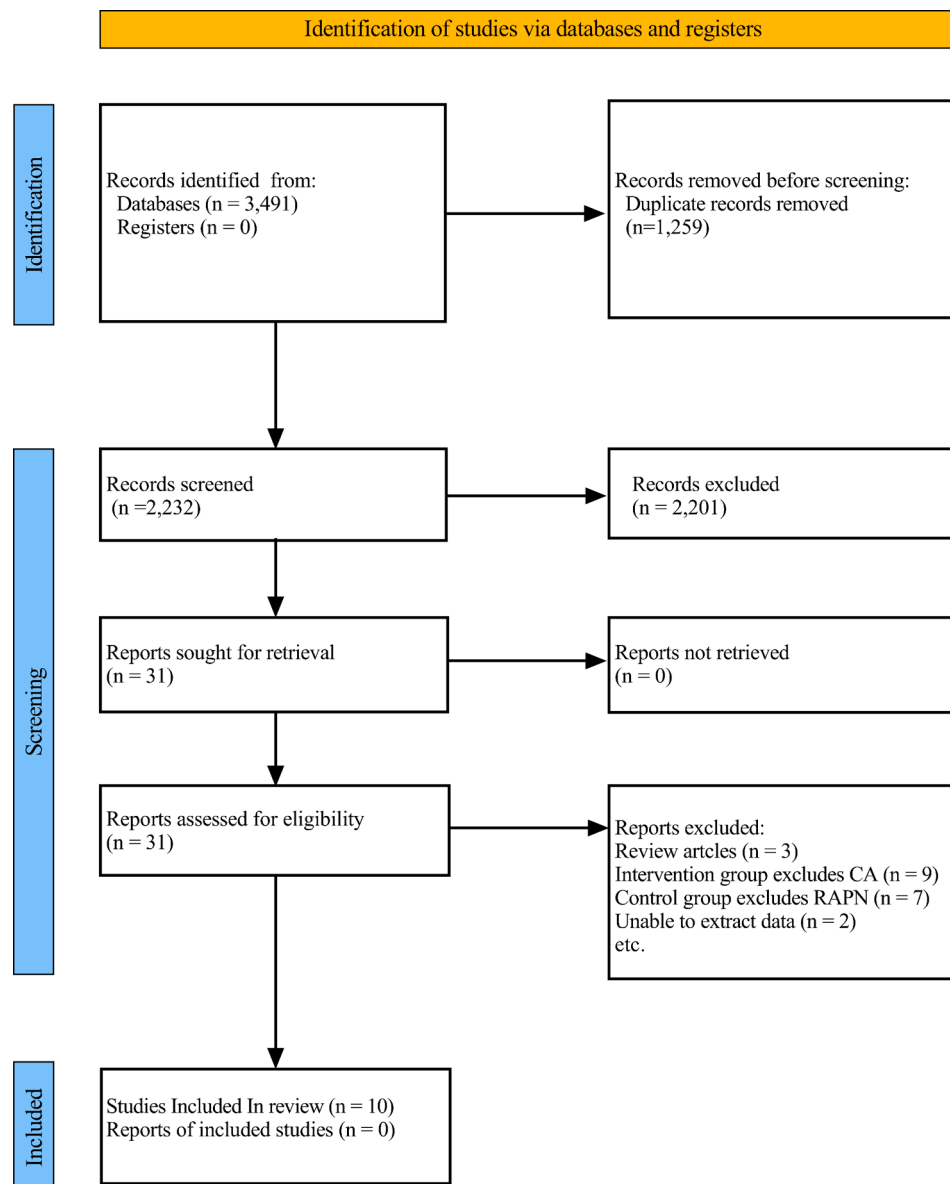 Identification of studies via databases and registers
Identification
Records identified from:
Databases (n = 3,491)
Registers (n = 0)
Records removed before screening:
Duplicate records removed
(n=1,259)
Screening
Records screened
(n =2,232)
Records excluded
(n = 2,201)
Reports sought for retrieval
(n = 31)
Reports not retrieved
(n = 0)
Reports assessed for eligibility
(n = 31)
Reports excluded:
Review artcles (n = 3)
Intervention group excludes CA (n = 9)
Control group excludes RAPN (n = 7)
Unable to extract data (n = 2)
etc.
Included
Studies Included In review (n = 10)
Reports of included studies (n = 0)